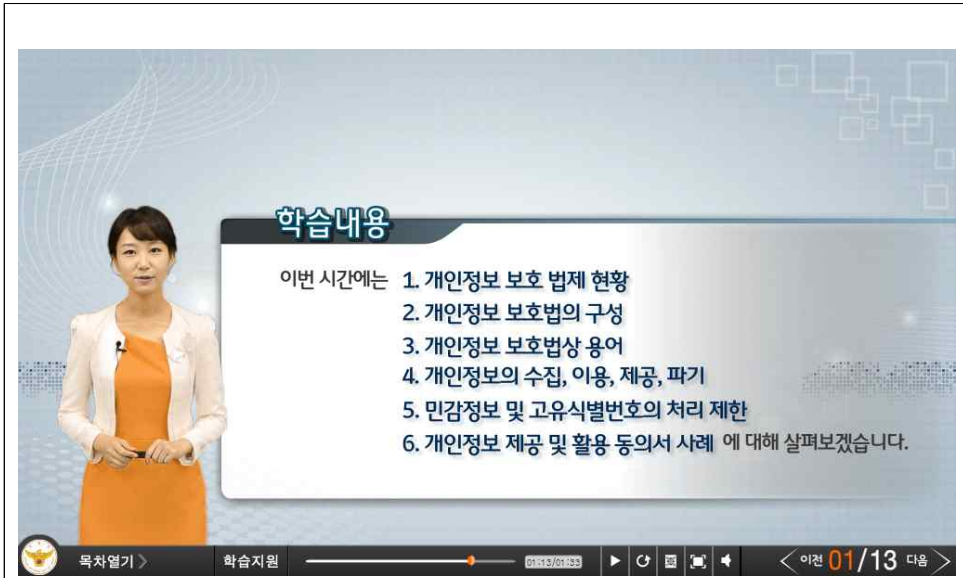 학습내용
이번 시간에는 1. 개인정보 보호 법제 현황
2. 개인정보 보호법의 구성
3. 개인정보 보호법상 용어
4. 개인정보의 수집, 이용, 제공, 파기
5. 민감정보 및 고유식별번호의 처리 제한
6. 개인정보 제공 및 활용 동의서 사례 에 대해 살펴보겠습니다.
목차열기 학습지원 01:13/01:33 이전 01/13 다음